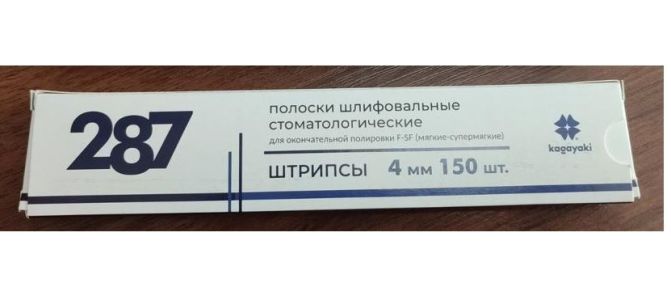 287
полоски шлифовальные
стоматологические
для окончательной полировки F-SF (мягкие-супермягкие)
ШТРИПСЫ 4 мм 150 шт.
kagayaki